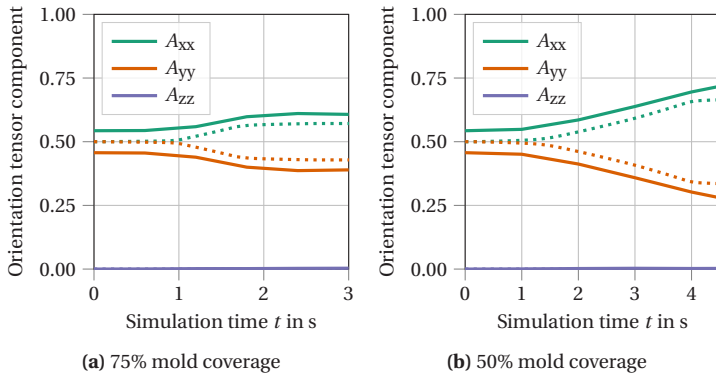 Orientation tensor component
1.00
0.75
0.50
0.25
0.00
A_xx
A_yy
A_zz
0 1 2 3
Simulation time t in s
(a) 75% mold coverage
Orientation tensor component
1.00
0.75
0.50
0.25
0.00
A_xx
A_yy
A_zz
0 1 2 3 4
Simulation time t in s
(b) 50% mold coverage